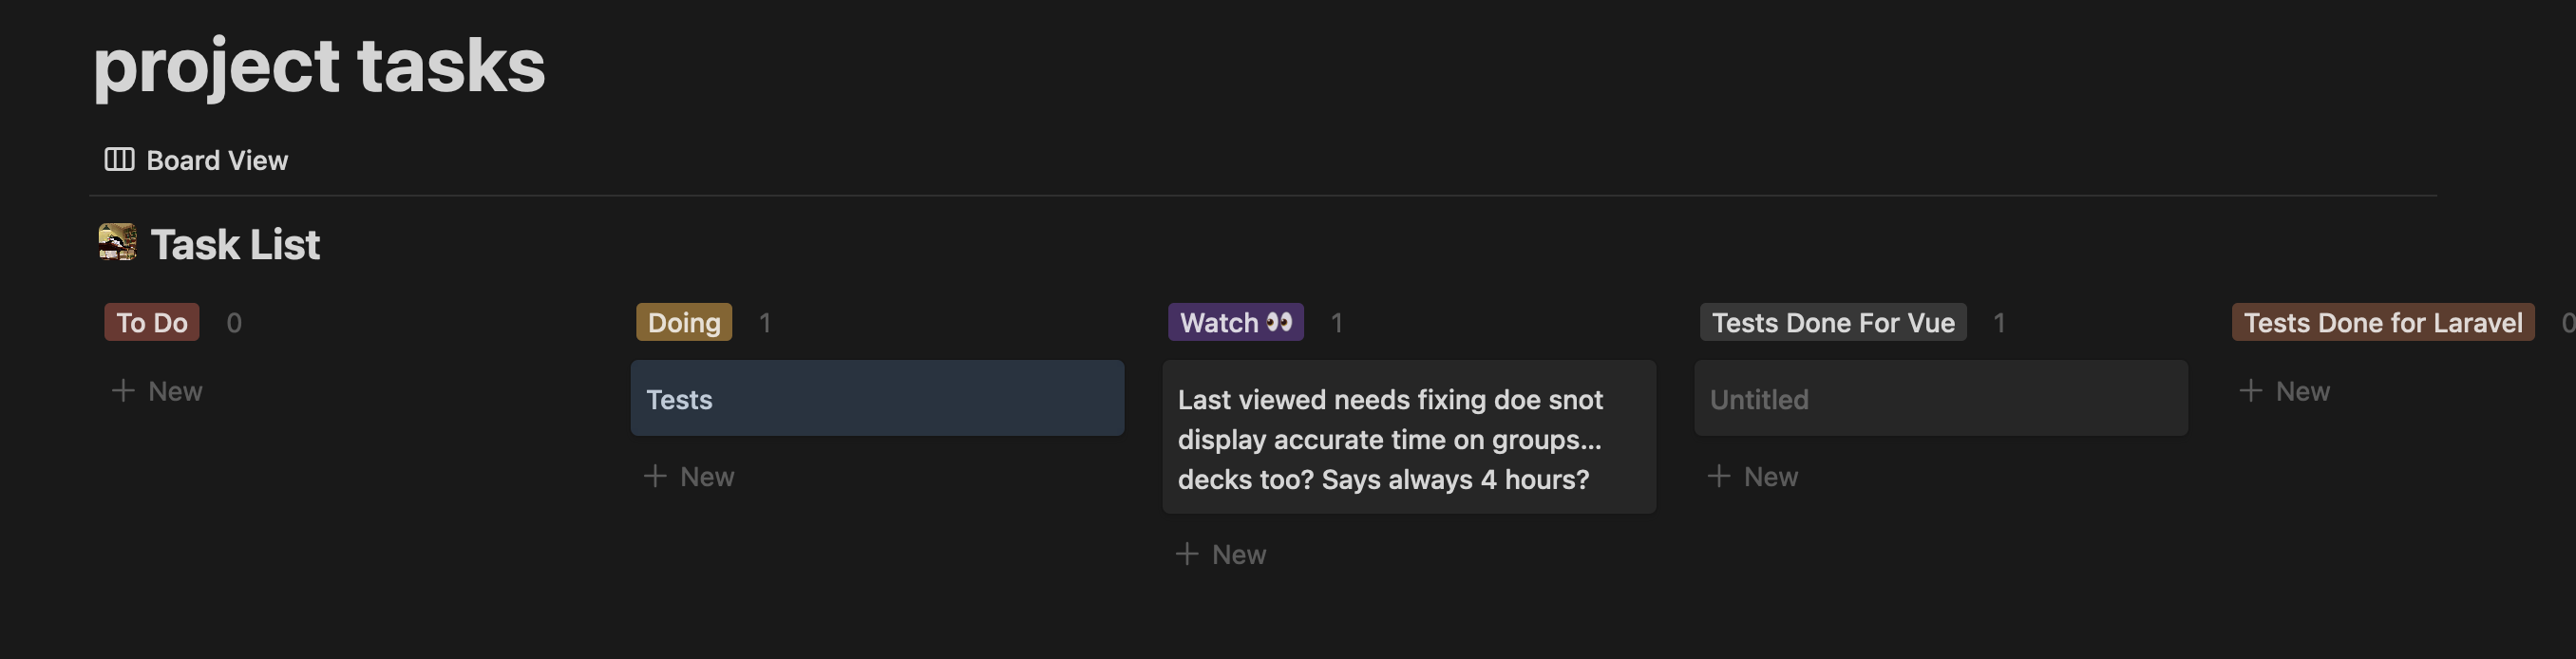 project tasks
Board View
Task List
To Do 0
+ New
Doing 1
Tests
+ New
Watch 👀 1
Last viewed needs fixing doe snot
display accurate time on groups...
decks too? Says always 4 hours?
+ New
Tests Done For Vue 1
Untitled
+ New
Tests Done for Laravel 0
+ New